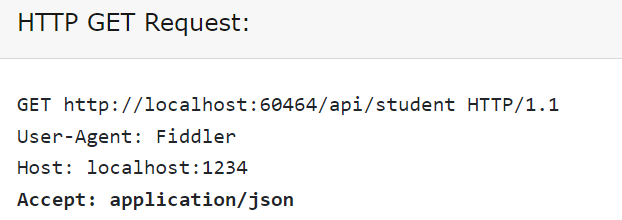 HTTP GET Request:
GET http://localhost:60464/api/student HTTP/1.1
User-Agent: Fiddler
Host: localhost:1234
Accept: application/json